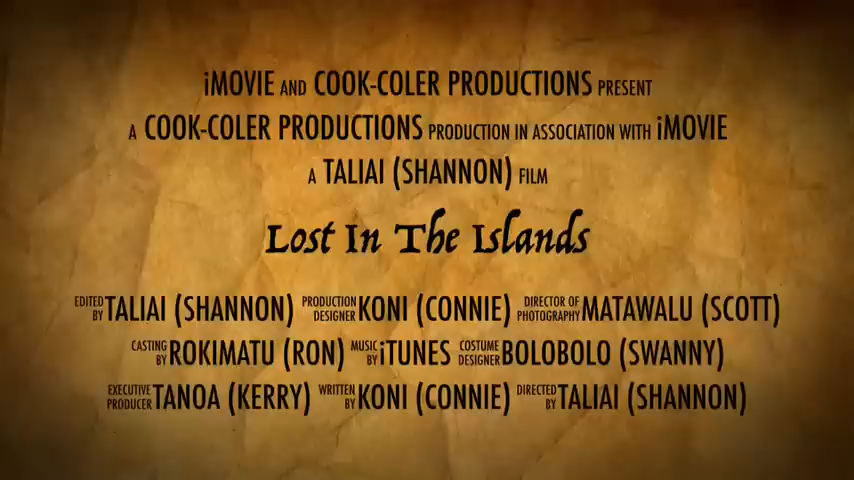 iMOVIE AND COOK-COLER PRODUCTIONS PRESENT
A COOK-COLER PRODUCTIONS PRODUCTION IN ASSOCIATION WITH iMOVIE
A TALIAI (SHANNON) FILM
Lost In The Islands
EDITED BY TALIAI (SHANNON) PRODUCTION DESIGNER KONI (CONNIE) DIRECTOR OF PHOTOGRAPHY MATAWALU (SCOTT)
CASTING BY ROKIMATU (RON) MUSIC BY iTUNES COSTUME DESIGNER BOLOBOLO (SWANNY)
EXECUTIVE PRODUCER TANOA (KERRY) WRITTEN BY KONI (CONNIE) DIRECTED BY TALIAI (SHANNON)